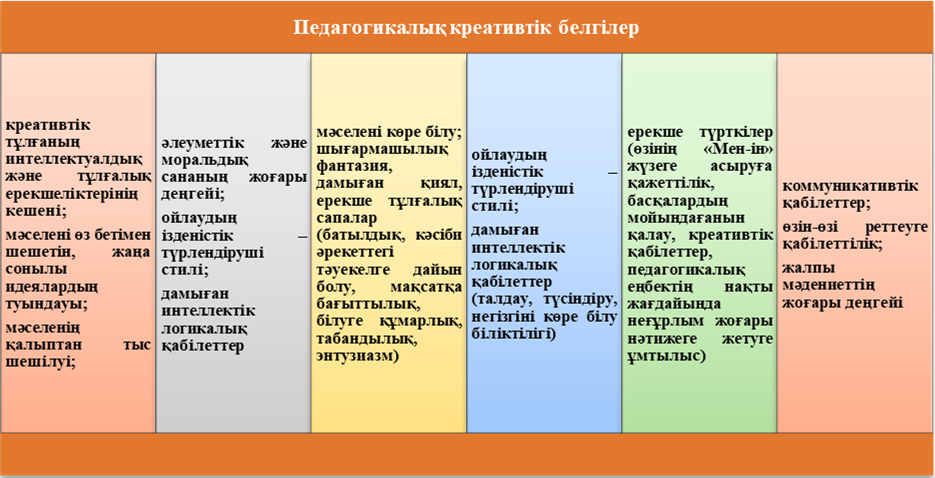 Педагогикалық креативтік белгілер
креативтік
тұлғаның
интеллектуалдық
және тұлғалық
ерекшеліктерінің
кешені;
мәселені өз бетімен
шешетін, жаңа
сонылы
идеялардың
туындауы;
мәселенің
қалыптан тыс
шешілуі;
әлеуметтік және
моральдық
сананың жоғары
деңгейі;
ойлаудың
ізденістік –
түрлендіруші
стилі;
дамыған
интеллектік
логикалық
қабілеттер
мәселені көре білу;
шығармашылық
фантазия,
дамыған қиял,
ерекше тұлғалық
сапалар
(батылдық, кәсіби
әрекеттегі
тәуекелге дайын
болу, мақсатқа
бағыттылық,
білуге құмарлық,
табандылық,
энтузиазм)
ойлаудың
ізденістік –
түрлендіруші
стилі;
дамыған
интеллектік
логикалық
қабілеттер
(талдау, түсіндіру,
негізгіні көре білу
біліктілігі)
ерекше түрткілер
(өзінің «Мен-ін»
жүзеге асыруға
қажеттілік,
басқалардың
мойындағанын
қалау, креативтік
қабілеттер,
педагогикалық
еңбектің нақты
жағдайында
неғұрлым жоғары
нәтижеге жетуге
ұмтылыс)
коммуникативтік
қабілеттер;
өзін-өзі реттеуге
қабілеттілік;
жалпы
мәдениеттің
жоғары деңгейі